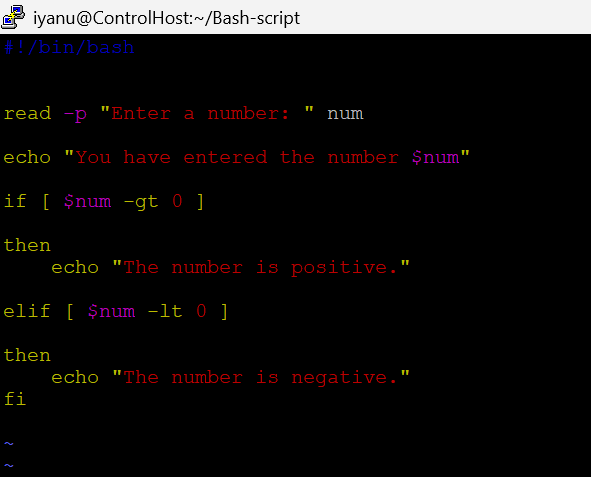 iyanu@ControlHost:~/Bash-script
#!/bin/bash
read -p "Enter a number: " num
echo "You have entered the number $num"
if [ $num -gt 0 ]
then
    echo "The number is positive."
elif [ $num -lt 0 ]
then
    echo "The number is negative."
fi
~
~